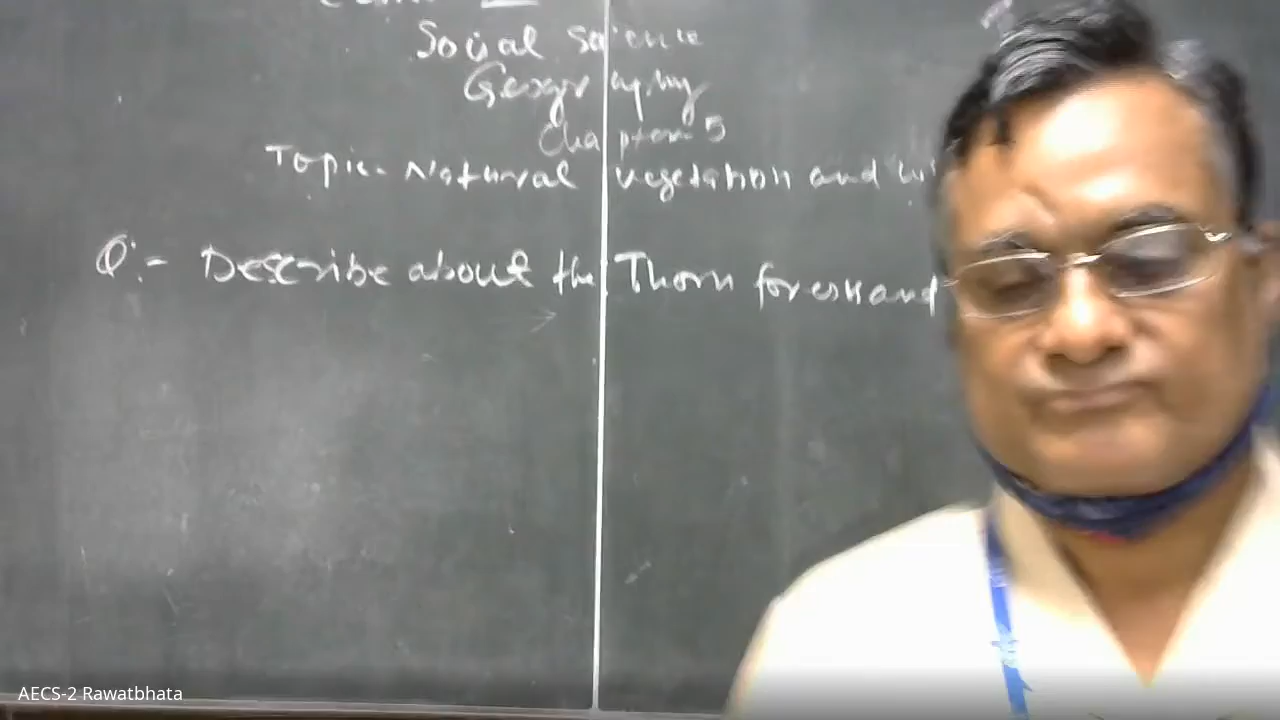 Social science
Geography
Chapter 5
Topic- Natural vegetation and
Q:- Describe about the Thorn forest and
AECS-2 Rawatbhata